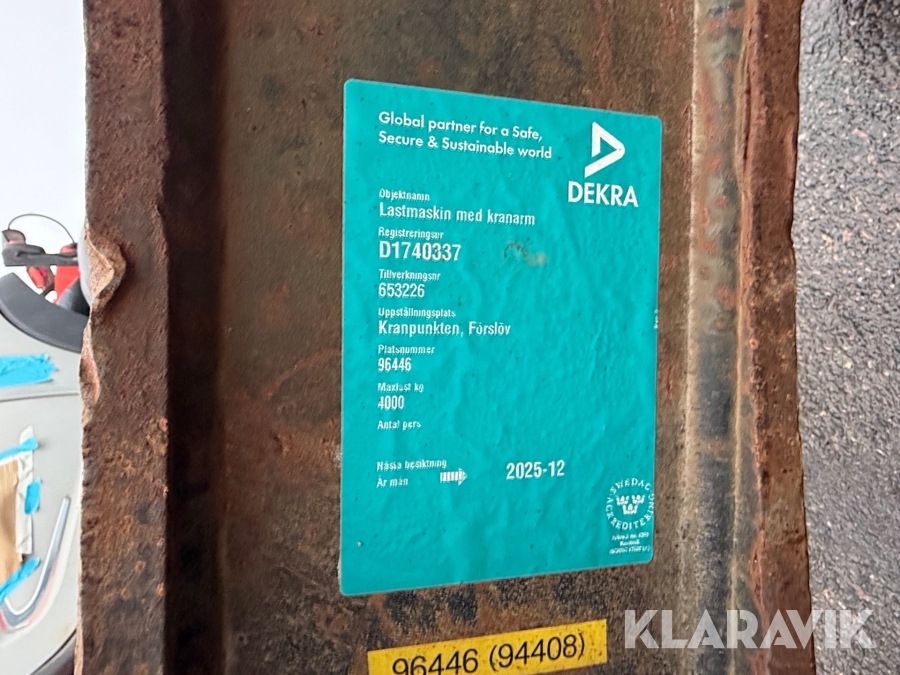 Global partner for a Safe,
Secure & Sustainable world
DEKRA
Objektnamn
Lastmaskin med kranarm
Registreringsnr
D1740337
Tillverkningsnr
653226
Uppställningsplats
Kranpunkten, Förslöv
Platsnummer
96446
Maxlast kg
4000
Antal pers
Nästa besiktning
År mån
2025-12
SWEDAC
ACKREDITERING
96446 (94408)
KLARAVIK